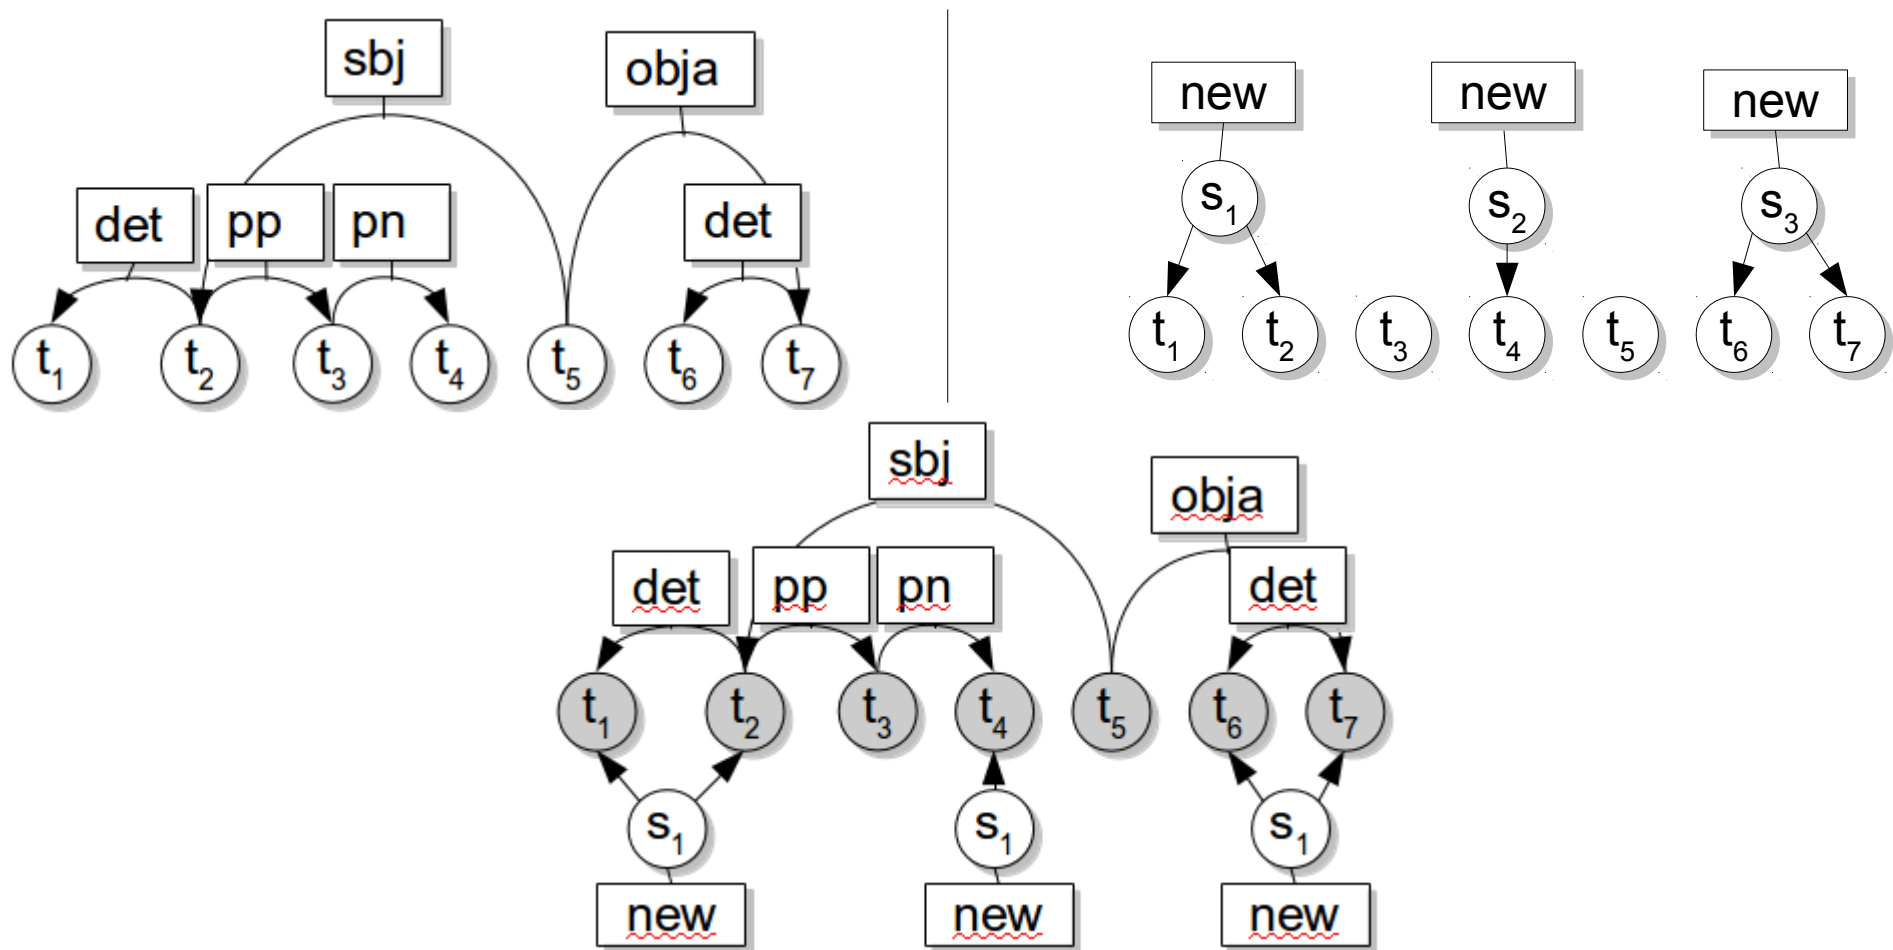 sbj
obja
det
pp
pn
det
t1
t2
t3
t4
t5
t6
t7
new
new
new
s1
s2
s3
t1
t2
t3
t4
t5
t6
t7
sbj
obja
det
pp
pn
det
t1
t2
t3
t4
t5
t6
t7
s1
s1
s1
new
new
new